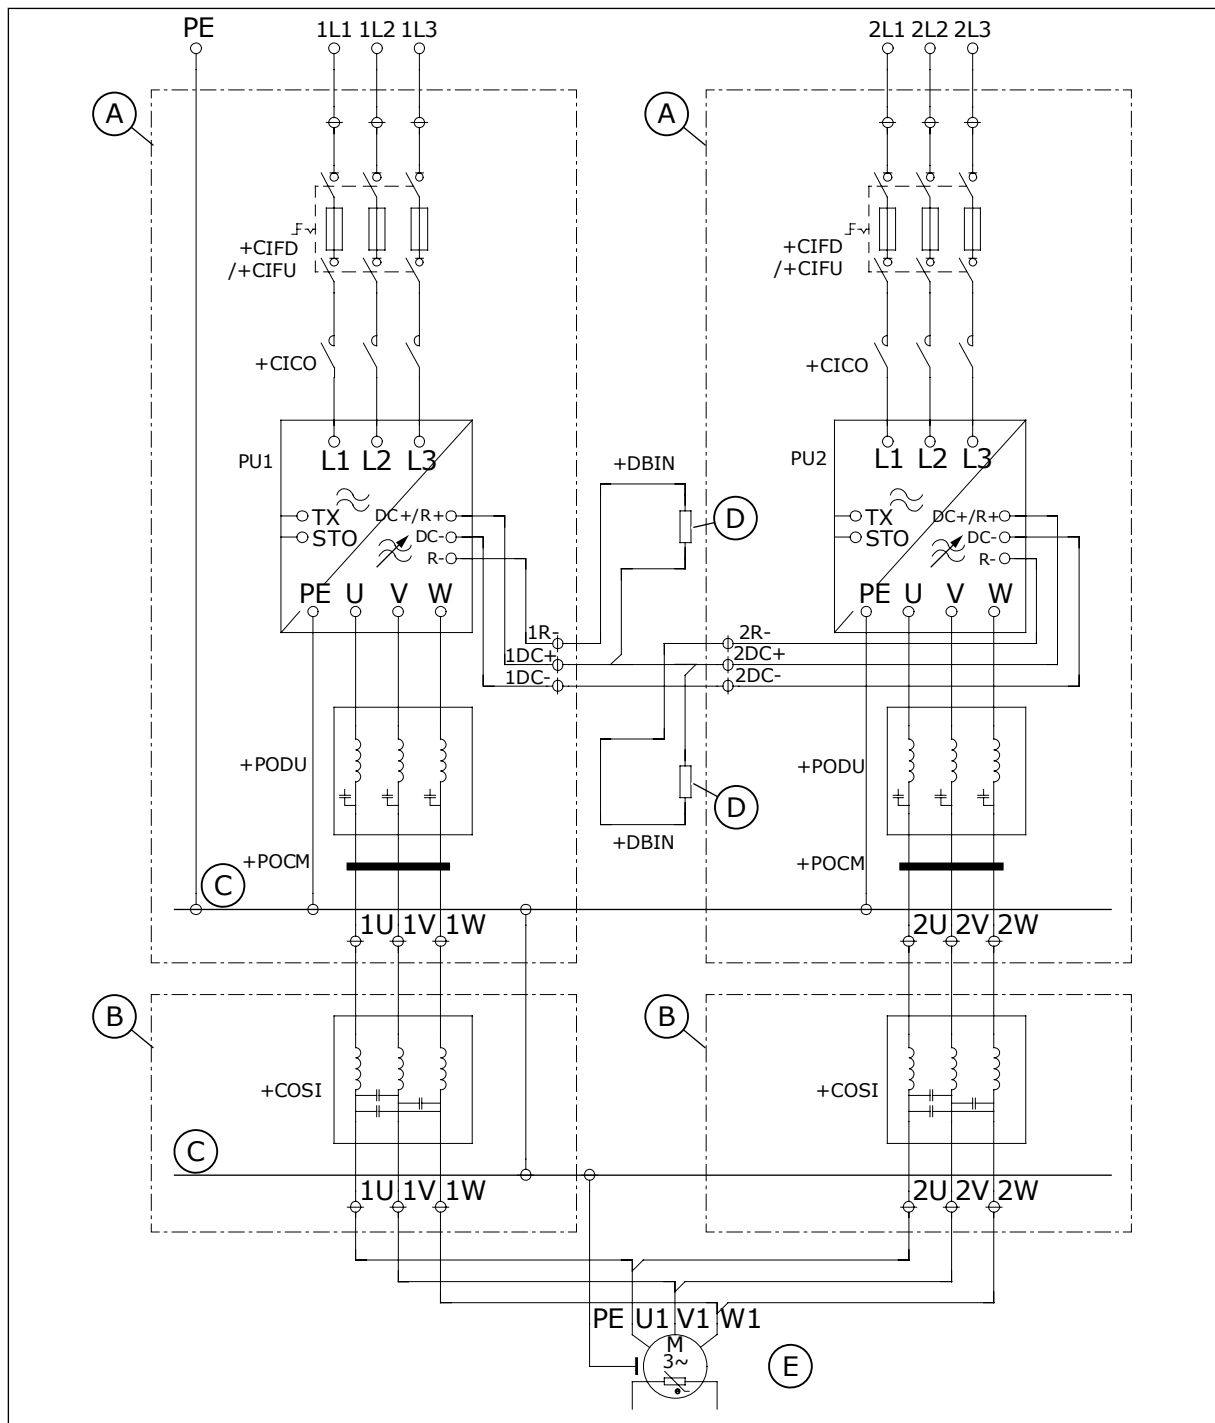 PE 1L1 1L2 1L3 2L1 2L2 2L3
A A
+CIFD +CIFD
/+CIFU /+CIFU
+CICO +CICO
PU1 L1 L2 L3 +DBIN PU2 L1 L2 L3
TX DC+/R+ D TX DC+/R+
STO DC- STO DC-
R- R-
PE U V W PE U V W
1R- 2R-
1DC+ 2DC+
1DC- 2DC-
+PODU +PODU
D
+DBIN
+POCM +POCM
C
1U 1V 1W 2U 2V 2W
B B
+COSI +COSI
C
1U 1V 1W 2U 2V 2W
PE U1 V1 W1
M
3~ E